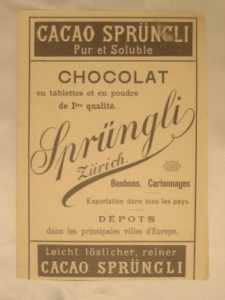 CACAO SPRÜNGLI
Pur et Soluble
CHOCOLAT
en tablettes et en poudre
de Ière qualité.
Sprüngli
Zürich.
Bonbons. Cartonnages
Exportation dans tous les pays.
DÉPOTS
dans les principales villes d'Europe.
Leicht löslicher, reiner
CACAO SPRÜNGLI